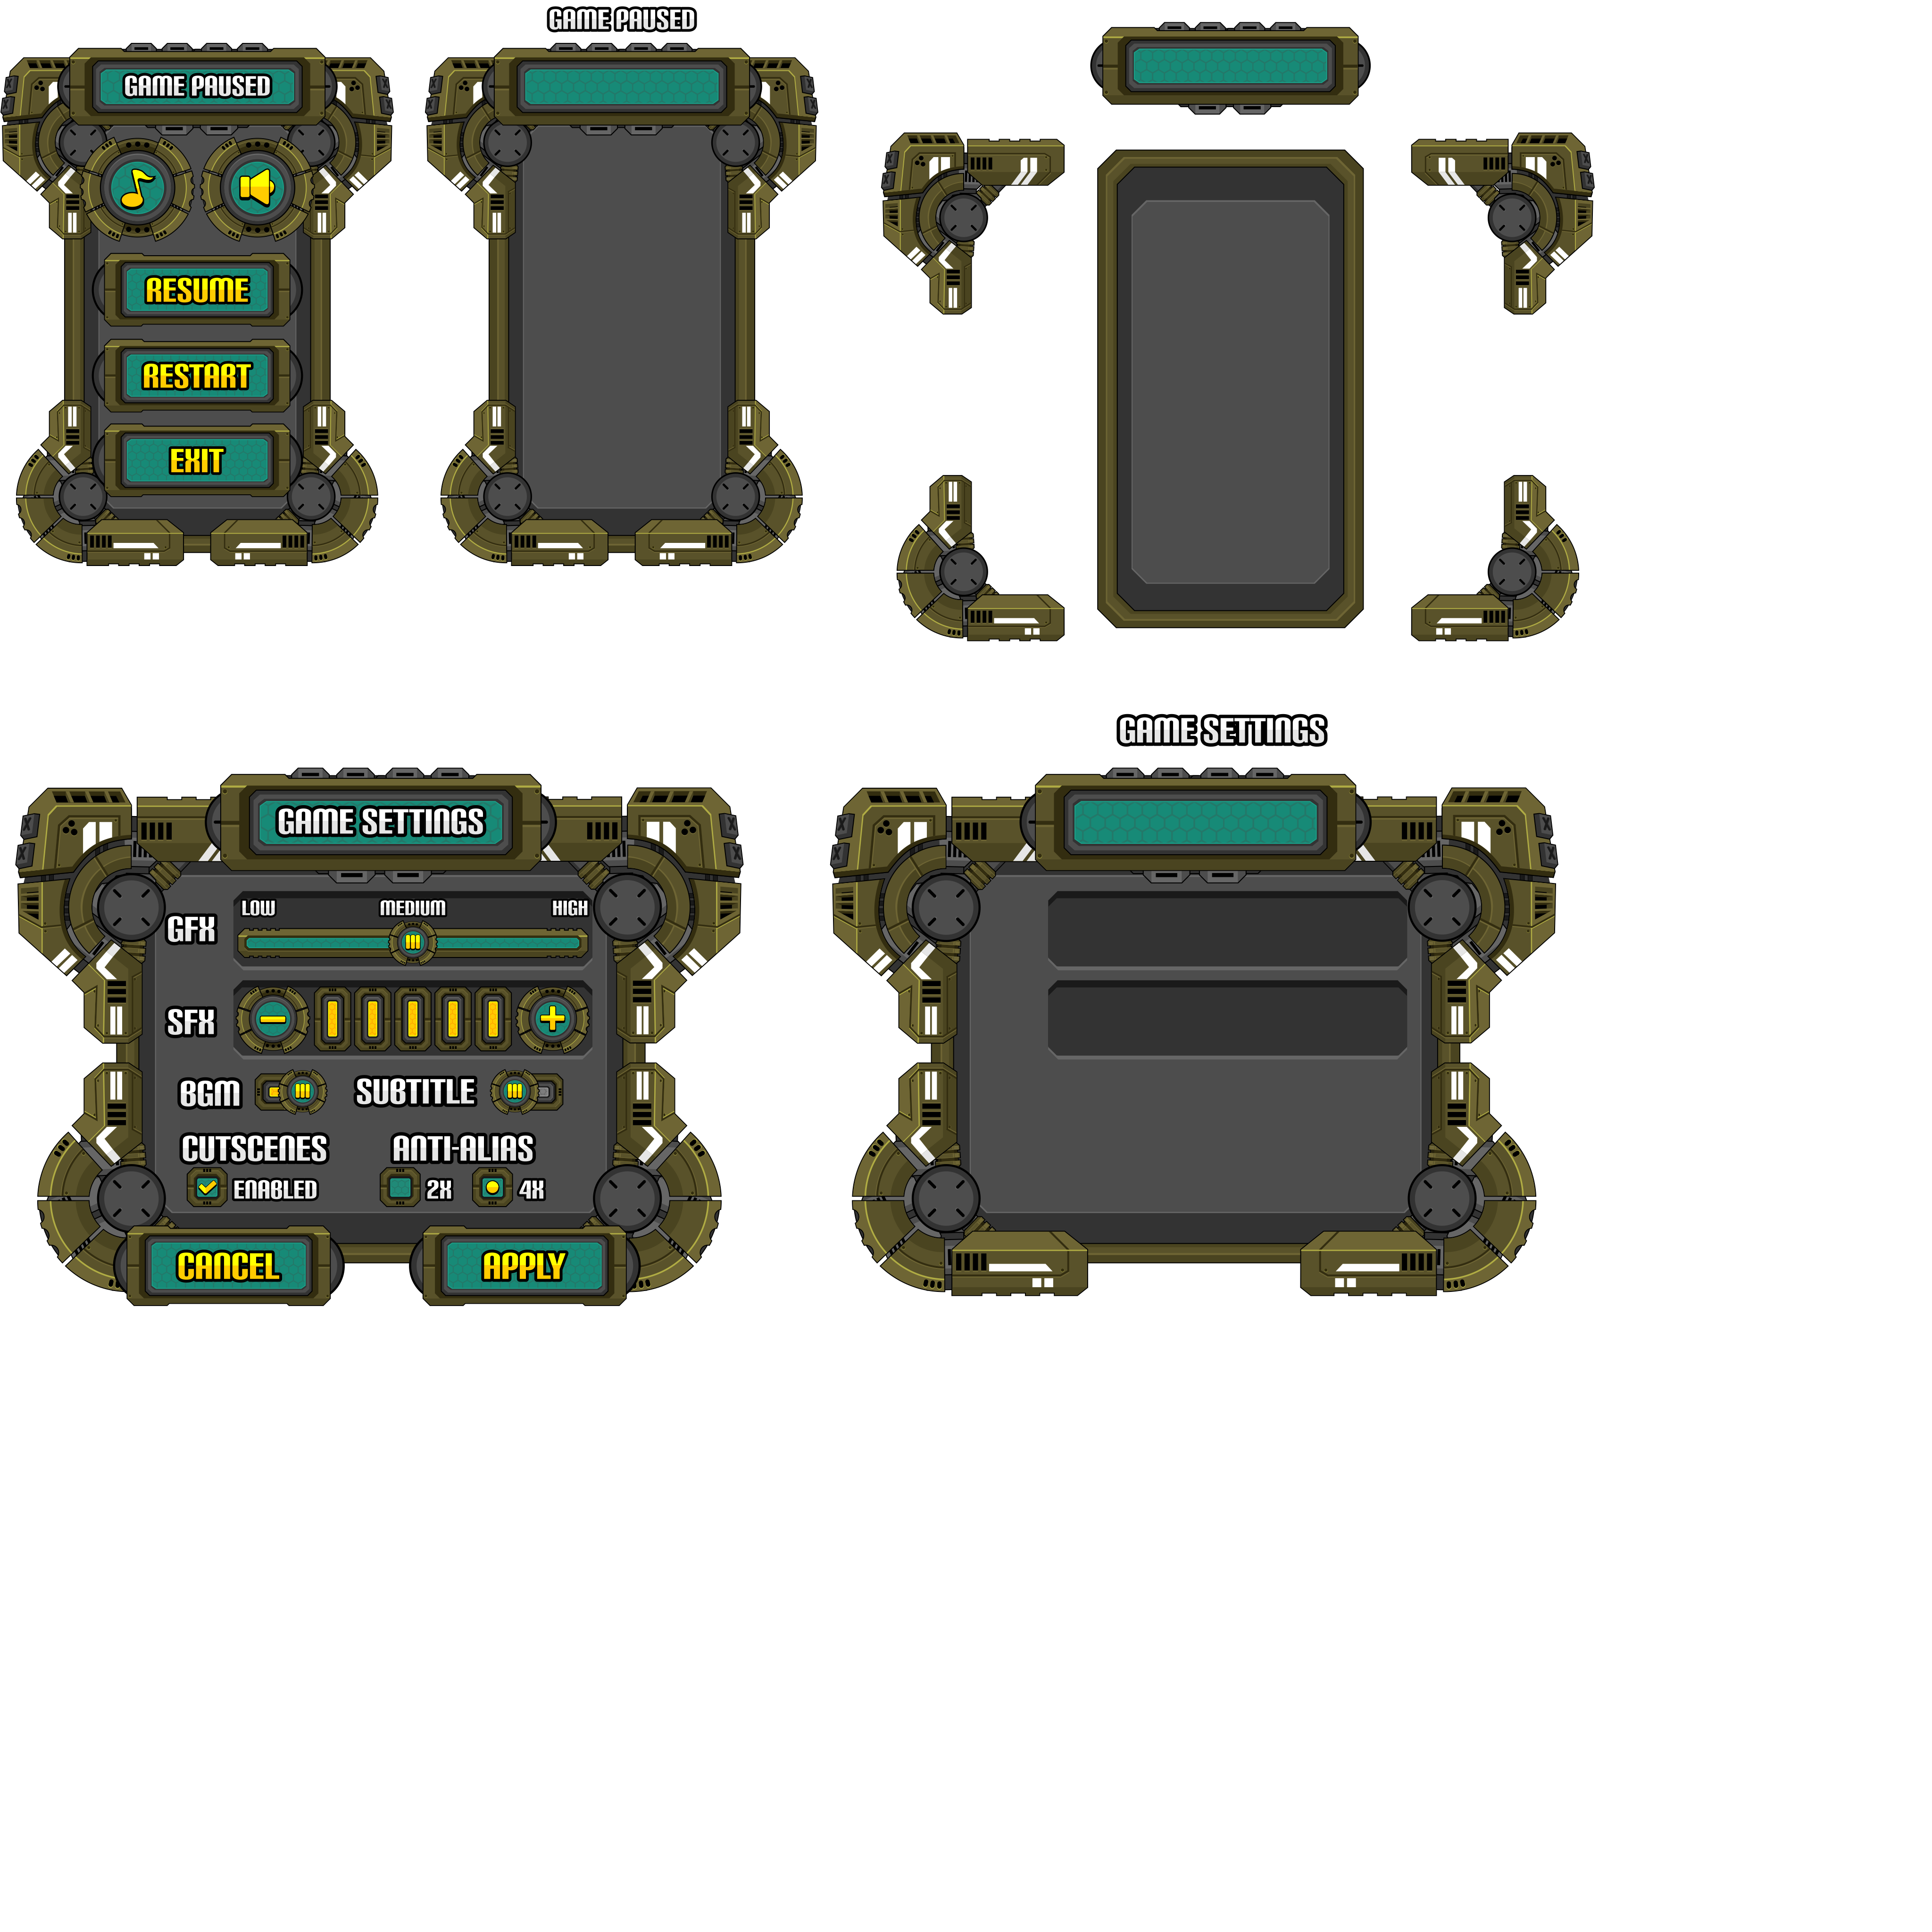 GAME PAUSED
GAME PAUSED
RESUME
RESTART
EXIT
GAME SETTINGS
GAME SETTINGS
LOW MEDIUM HIGH
GFX
SFX
BGM SUBTITLE
CUTSCENES ANTI-ALIAS
ENABLED 2X 4X
CANCEL APPLY